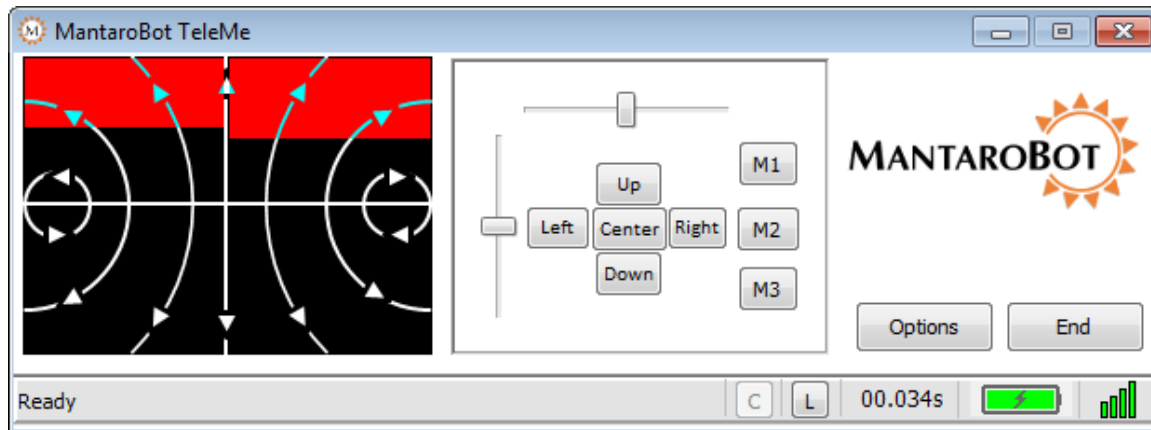 M MantaroBot TeleMe
MANTAROBOT
Up
M1
Left Center Right M2
Down
M3
Options End
Ready C L 00.034s